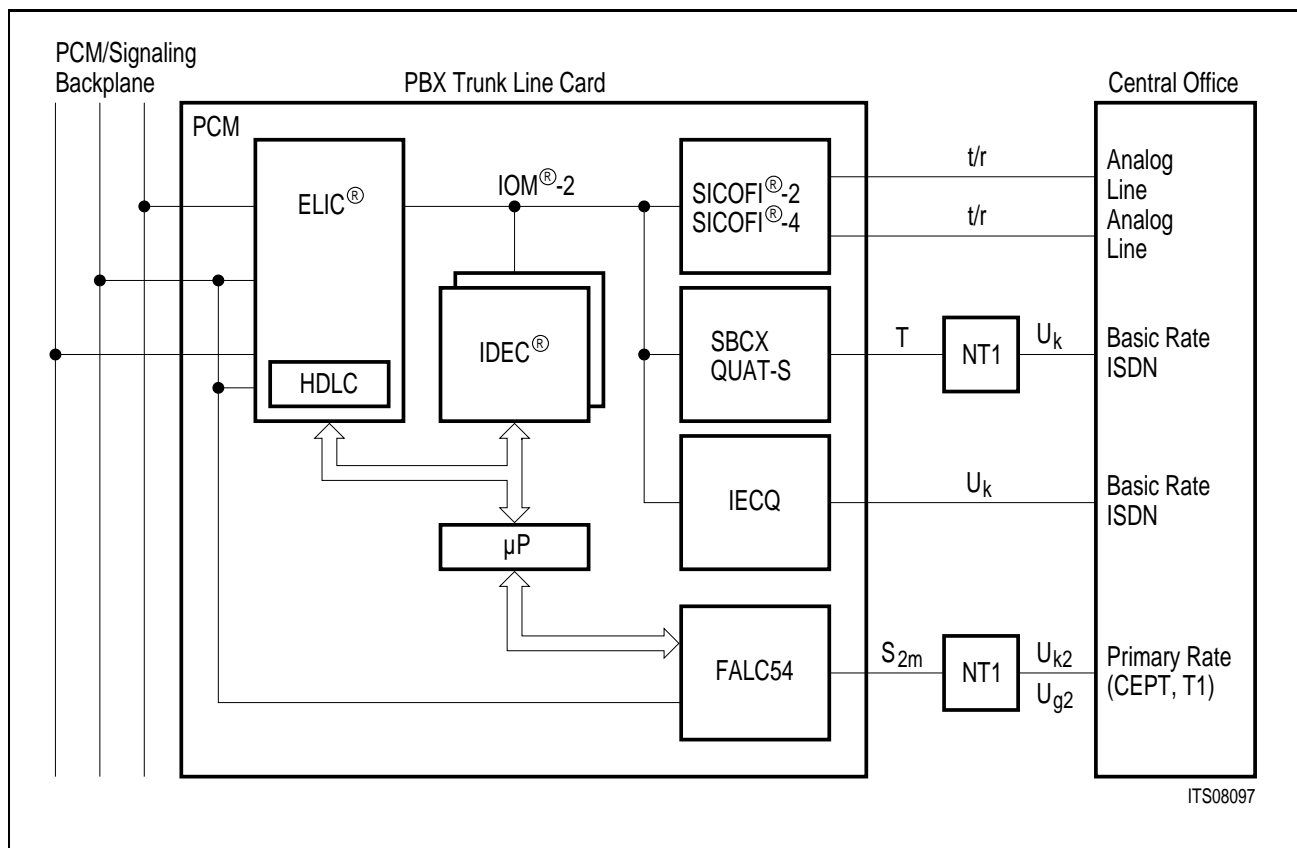 PCM/Signaling
Backplane
PBX Trunk Line Card
Central Office
PCM
ELIC®
HDLC
IOM®-2
IDEC®
µP
SICOFI®-2
SICOFI®-4
t/r
t/r
Analog
Line
Analog
Line
SBCX
QUAT-S
T
NT1
Uk
Basic Rate
ISDN
IECQ
Uk
Basic Rate
ISDN
FALC54
S2m
NT1
Uk2
Ug2
Primary Rate
(CEPT, T1)
ITS08097